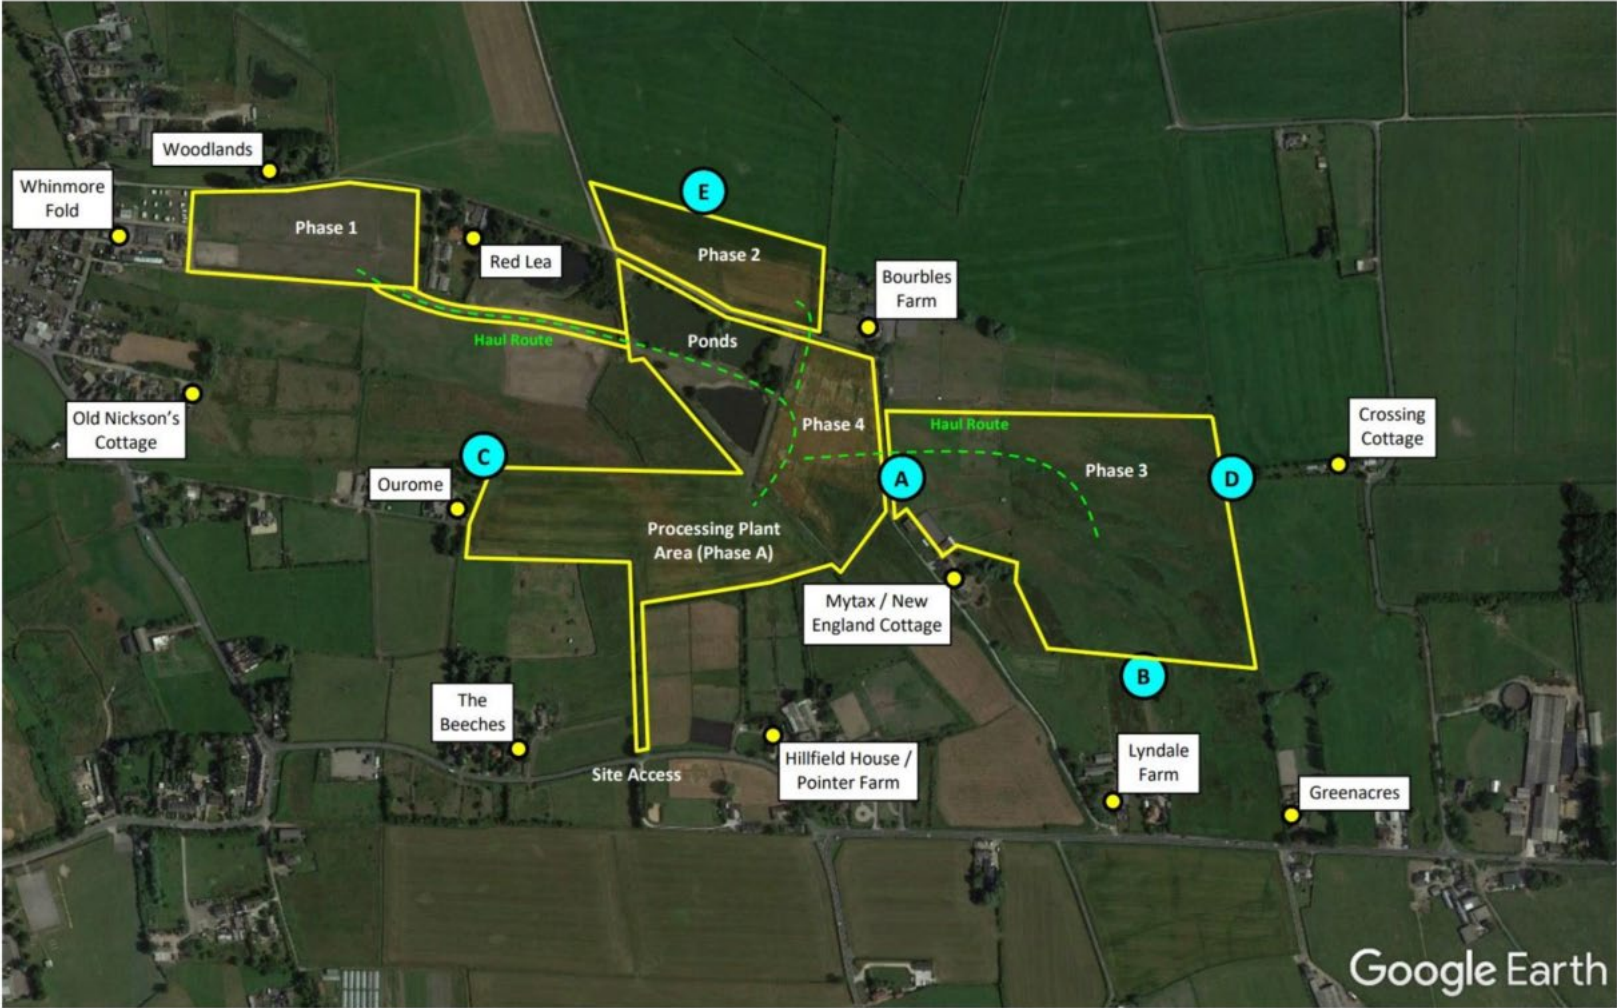 Woodlands
Whinmore
Fold
Phase 1
Red Lea
E
Phase 2
Bourbles
Farm
Haul Route
Ponds
Old Nickson's
Cottage
Phase 4
Haul Route
Crossing
Cottage
C
Ourome
A
Phase 3
D
Processing Plant
Area (Phase A)
Mytax / New
England Cottage
B
The
Beeches
Site Access
Hillfield House /
Pointer Farm
Lyndale
Farm
Greenacres
Google Earth